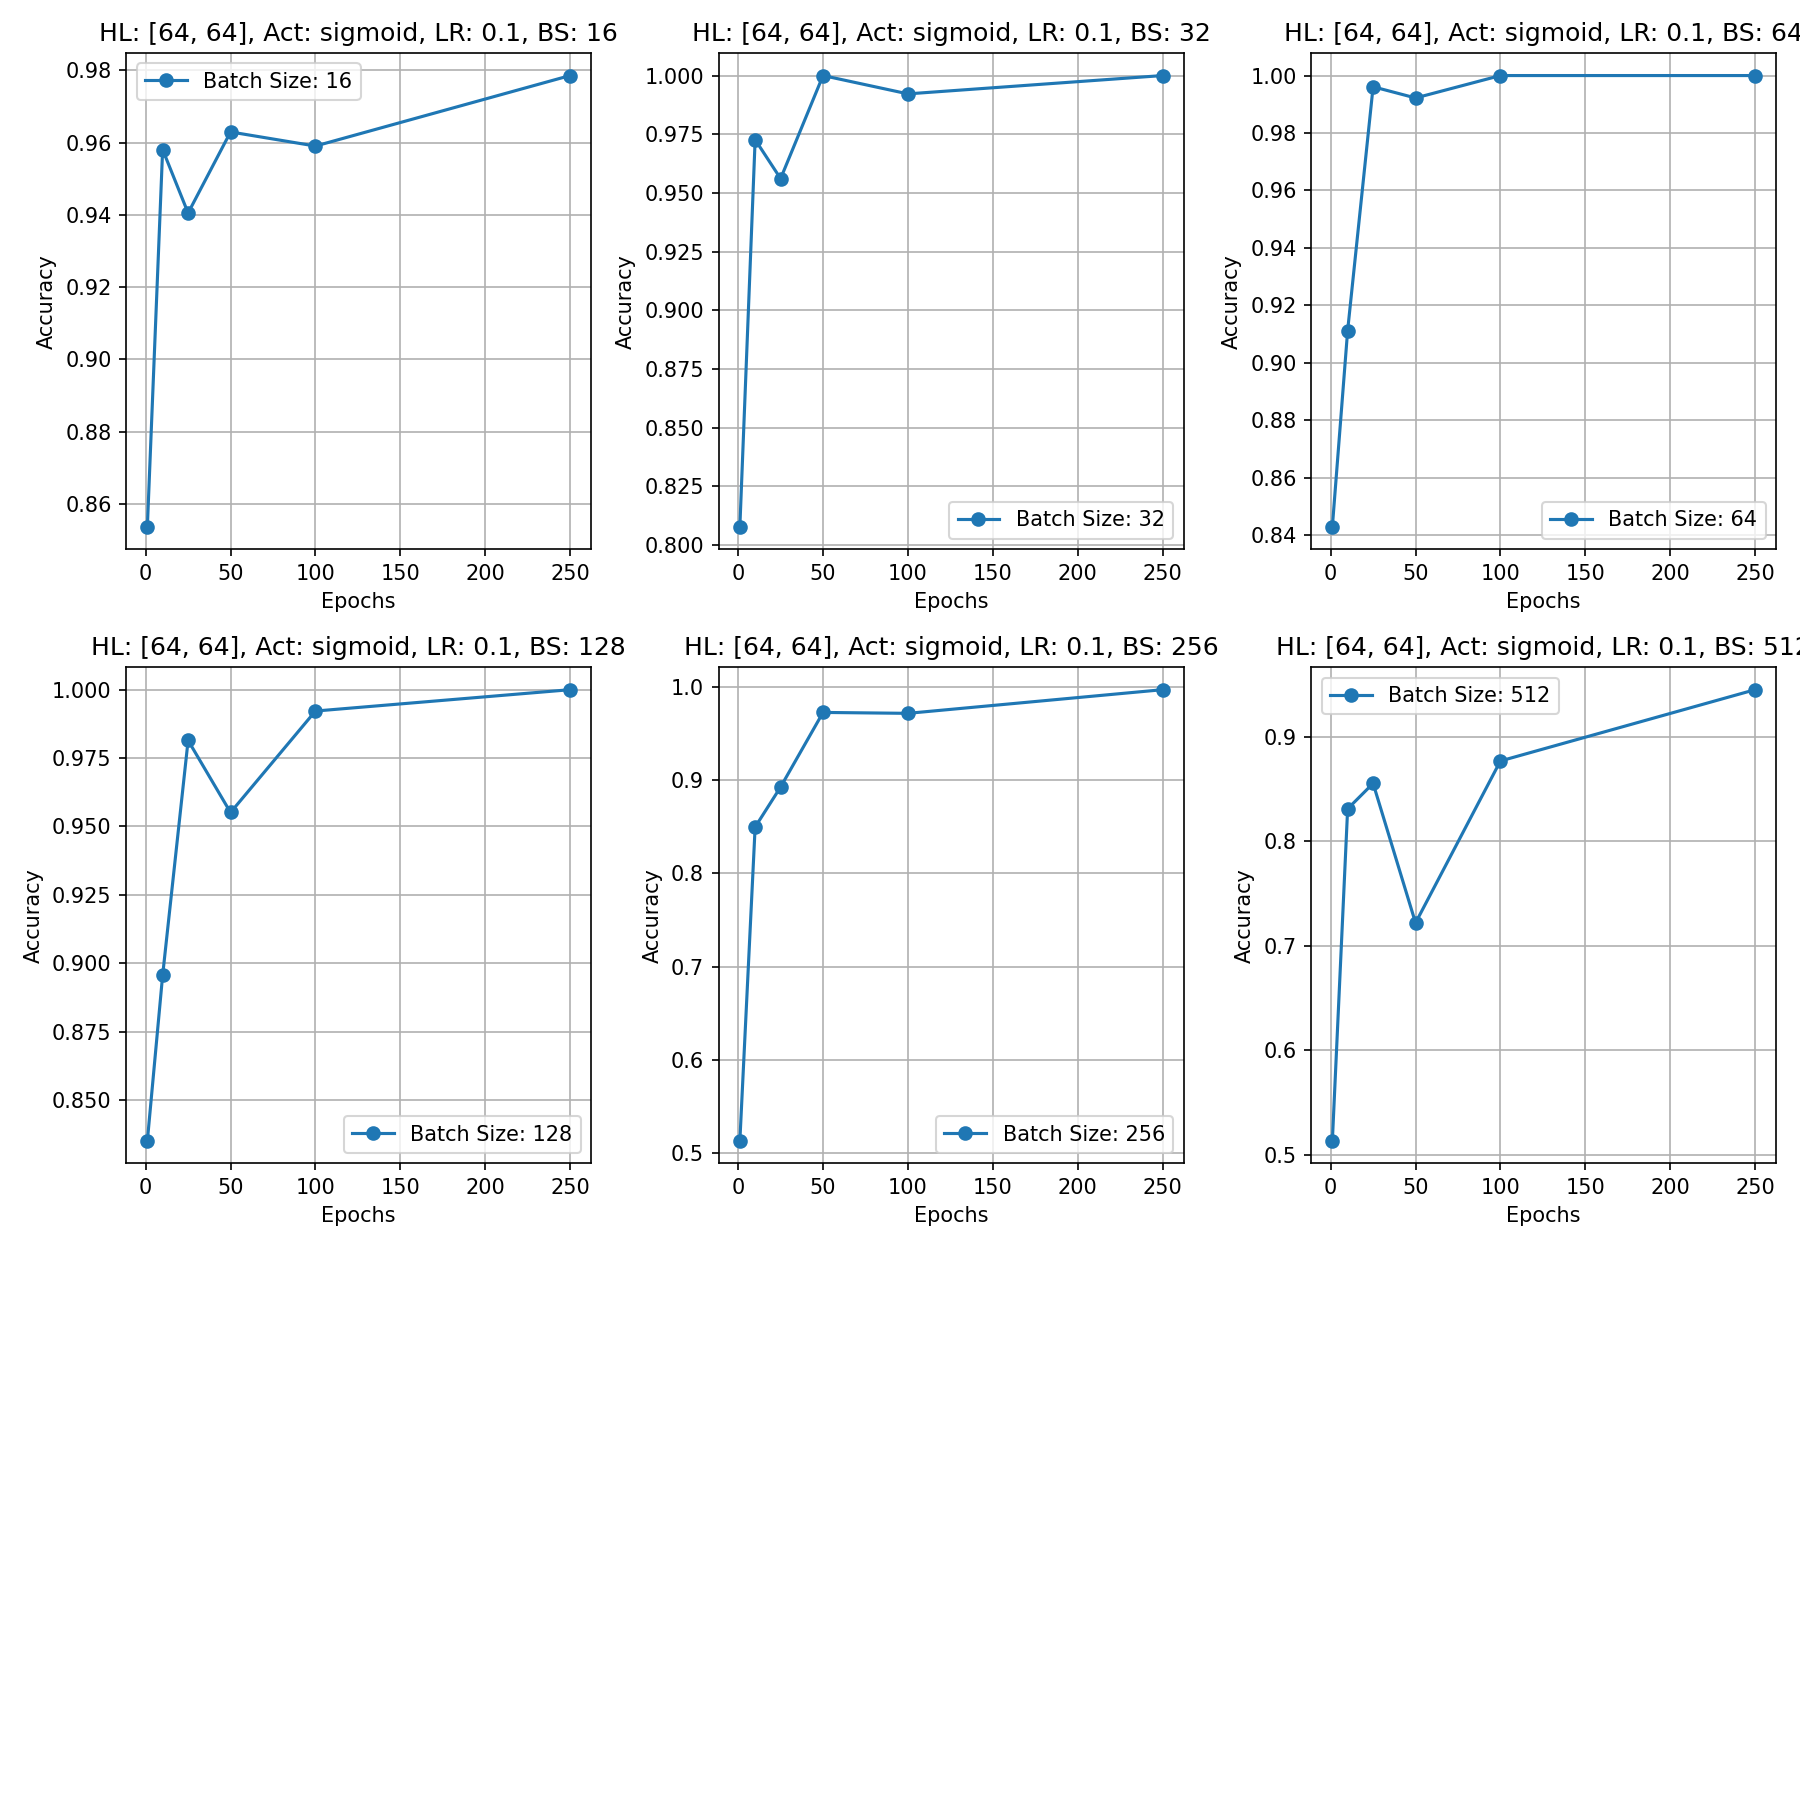 HL: [64, 64], Act: sigmoid, LR: 0.1, BS: 16
Batch Size: 16
Accuracy
0.98
0.96
0.94
0.92
0.90
0.88
0.86
0 50 100 150 200 250
Epochs
HL: [64, 64], Act: sigmoid, LR: 0.1, BS: 32
Batch Size: 32
Accuracy
1.000
0.975
0.950
0.925
0.900
0.875
0.850
0.825
0.800
0 50 100 150 200 250
Epochs
HL: [64, 64], Act: sigmoid, LR: 0.1, BS: 64
Batch Size: 64
Accuracy
1.00
0.98
0.96
0.94
0.92
0.90
0.88
0.86
0.84
0 50 100 150 200 250
Epochs
HL: [64, 64], Act: sigmoid, LR: 0.1, BS: 128
Batch Size: 128
Accuracy
1.000
0.975
0.950
0.925
0.900
0.875
0.850
0 50 100 150 200 250
Epochs
HL: [64, 64], Act: sigmoid, LR: 0.1, BS: 256
Batch Size: 256
Accuracy
1.0
0.9
0.8
0.7
0.6
0.5
0 50 100 150 200 250
Epochs
HL: [64, 64], Act: sigmoid, LR: 0.1, BS: 512
Batch Size: 512
Accuracy
0.9
0.8
0.7
0.6
0.5
0 50 100 150 200 250
Epochs